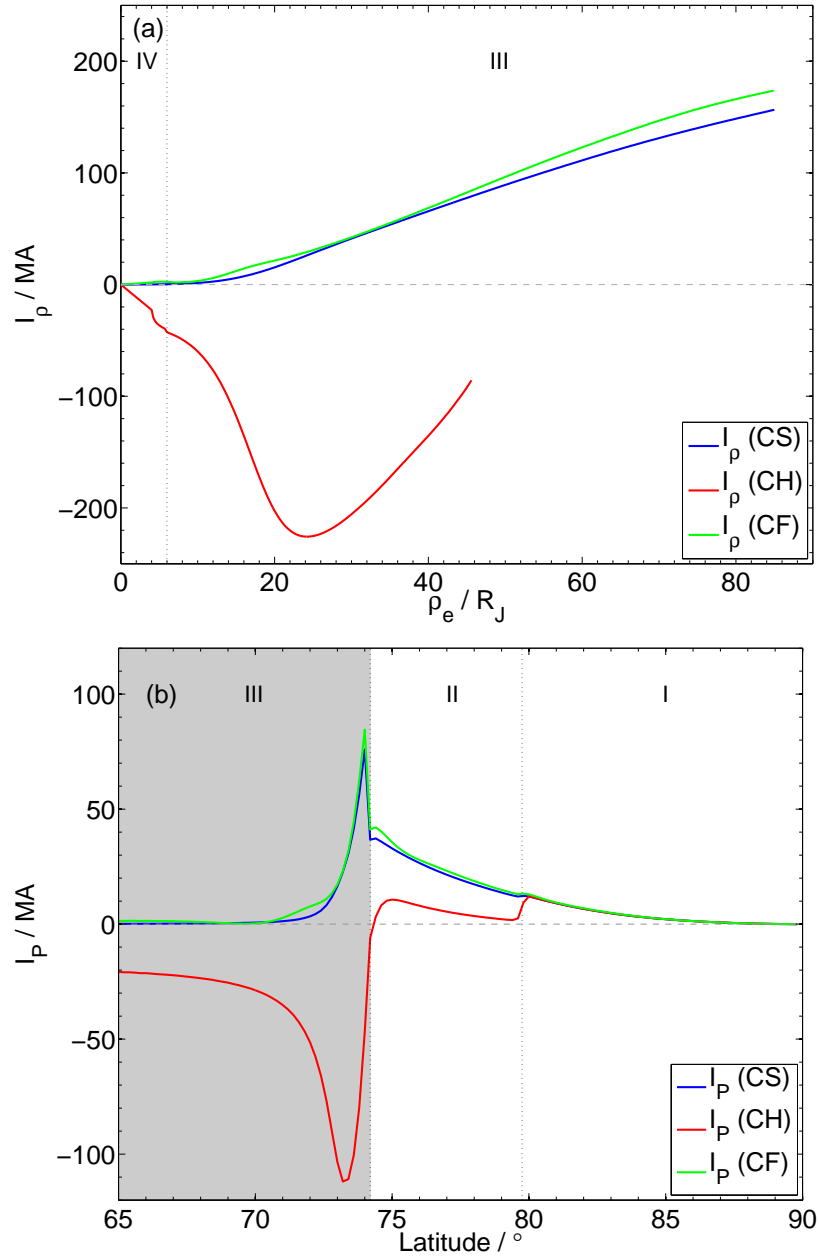 (a)
IV III
200
100
0
−100
−200
I_ρ / MA
0 20 40 60 80
ρ_e / R_J
I_ρ (CS)
I_ρ (CH)
I_ρ (CF)
(b)
III II I
100
50
0
−50
−100
I_P / MA
65 70 75 80 85 90
Latitude / °
I_P (CS)
I_P (CH)
I_P (CF)